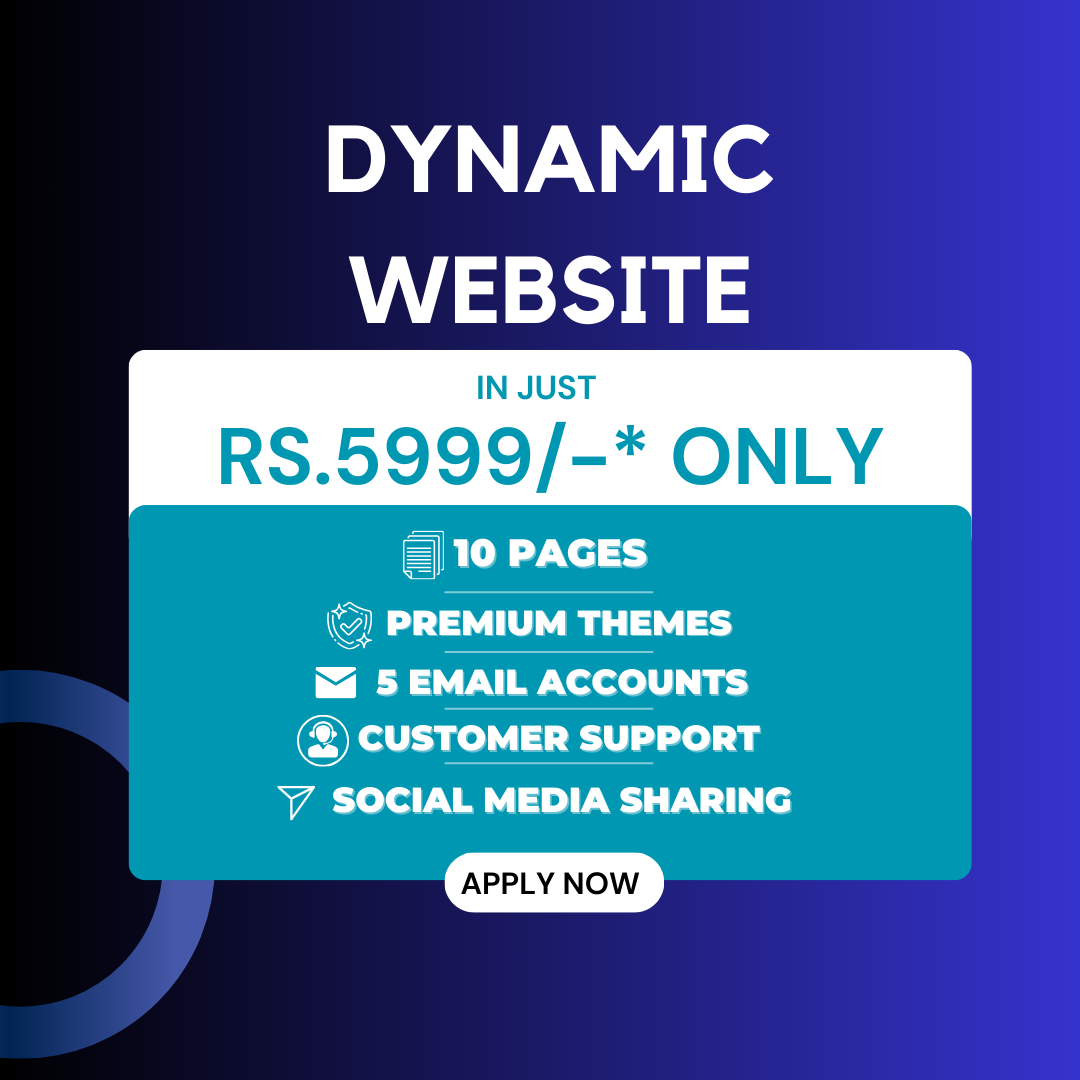 DYNAMIC
WEBSITE
IN JUST
RS.5999/-* ONLY
10 PAGES
PREMIUM THEMES
5 EMAIL ACCOUNTS
CUSTOMER SUPPORT
SOCIAL MEDIA SHARING
APPLY NOW